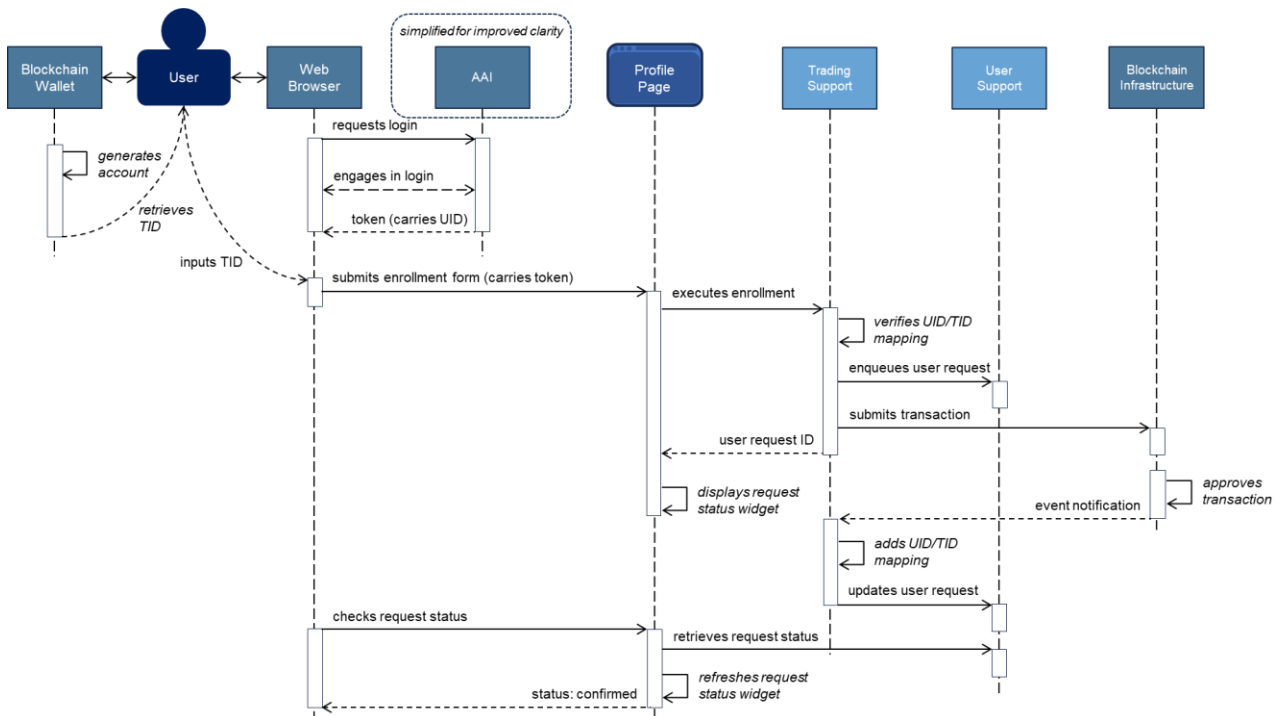 simplified for improved clarity
Blockchain
Wallet
User
Web
Browser
AAI
Profile
Page
Trading
Support
User
Support
Blockchain
Infrastructure
requests login
generates
account
engages in login
retrieves
TID
token (carries UID)
inputs TID
submits enrollment form (carries token)
executes enrollment
verifies UID/TID
mapping
enqueues user request
submits transaction
user request ID
displays request
status widget
approves
transaction
event notification
adds UID/TID
mapping
updates user request
checks request status
retrieves request status
refreshes request
status widget
status: confirmed